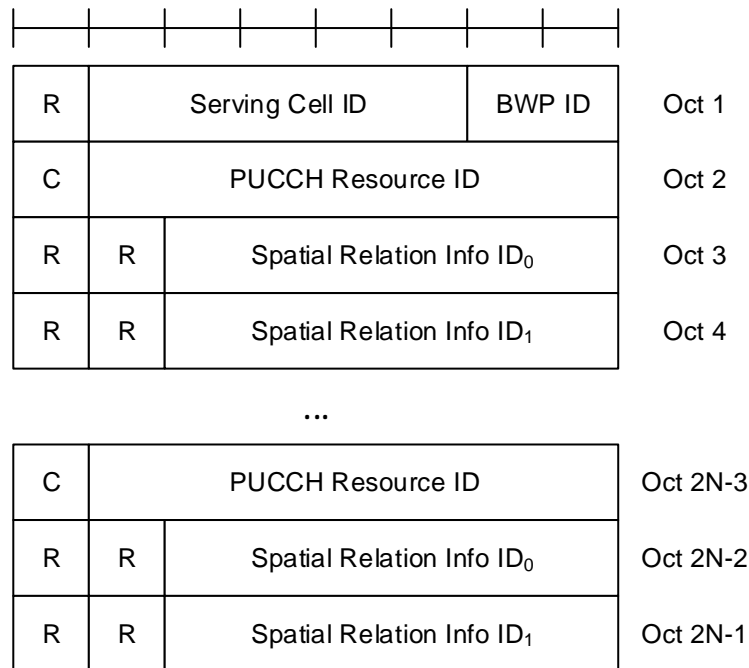 R Serving Cell ID BWP ID Oct 1
C PUCCH Resource ID Oct 2
R R Spatial Relation Info ID₀ Oct 3
R R Spatial Relation Info ID₁ Oct 4
...
C PUCCH Resource ID Oct 2N-3
R R Spatial Relation Info ID₀ Oct 2N-2
R R Spatial Relation Info ID₁ Oct 2N-1